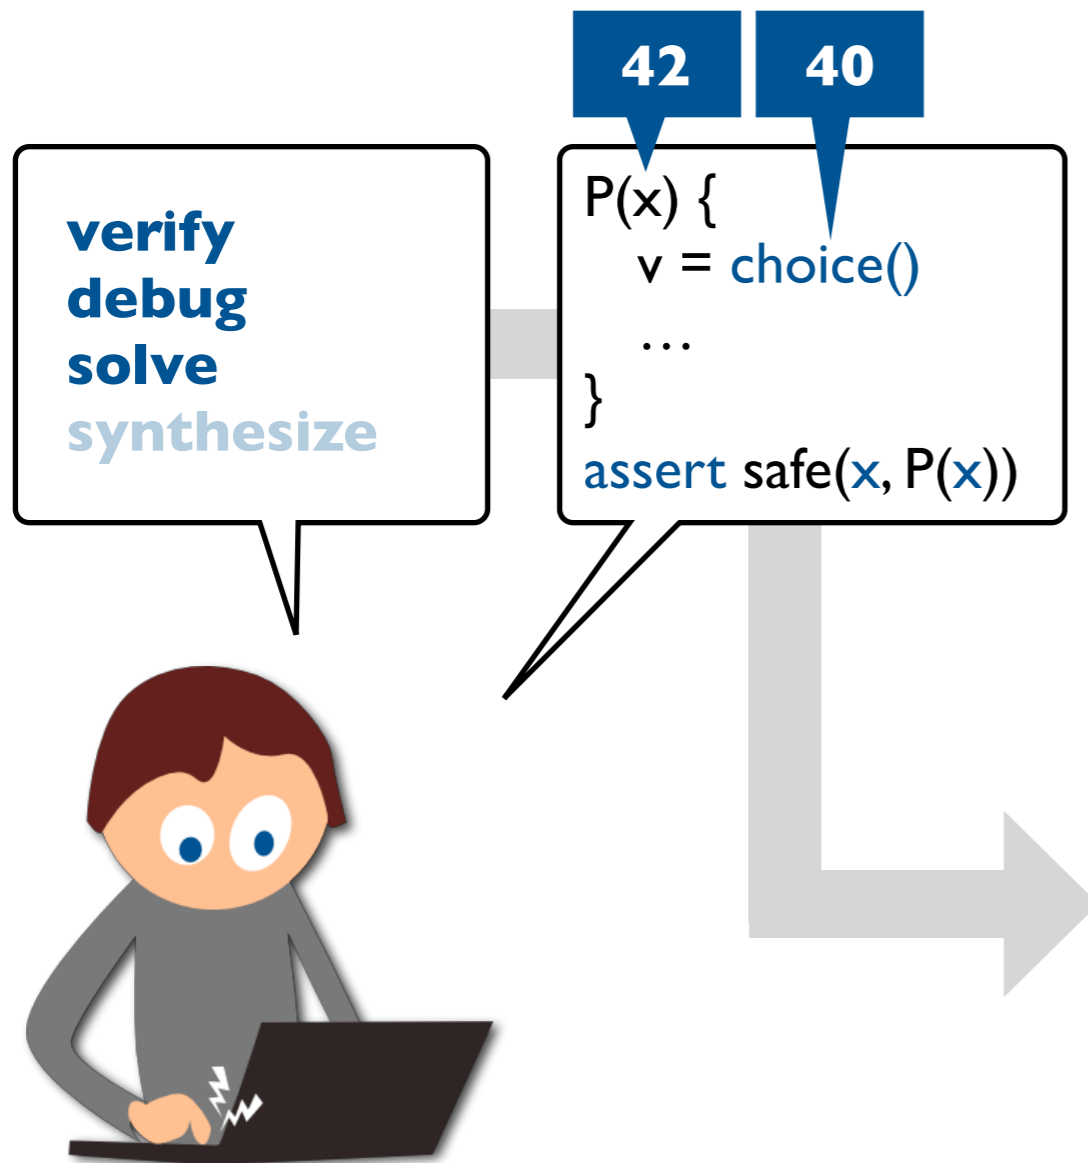 42 40
verify
debug
solve
synthesize
P(x) {
v = choice()
…
}
assert safe(x, P(x))